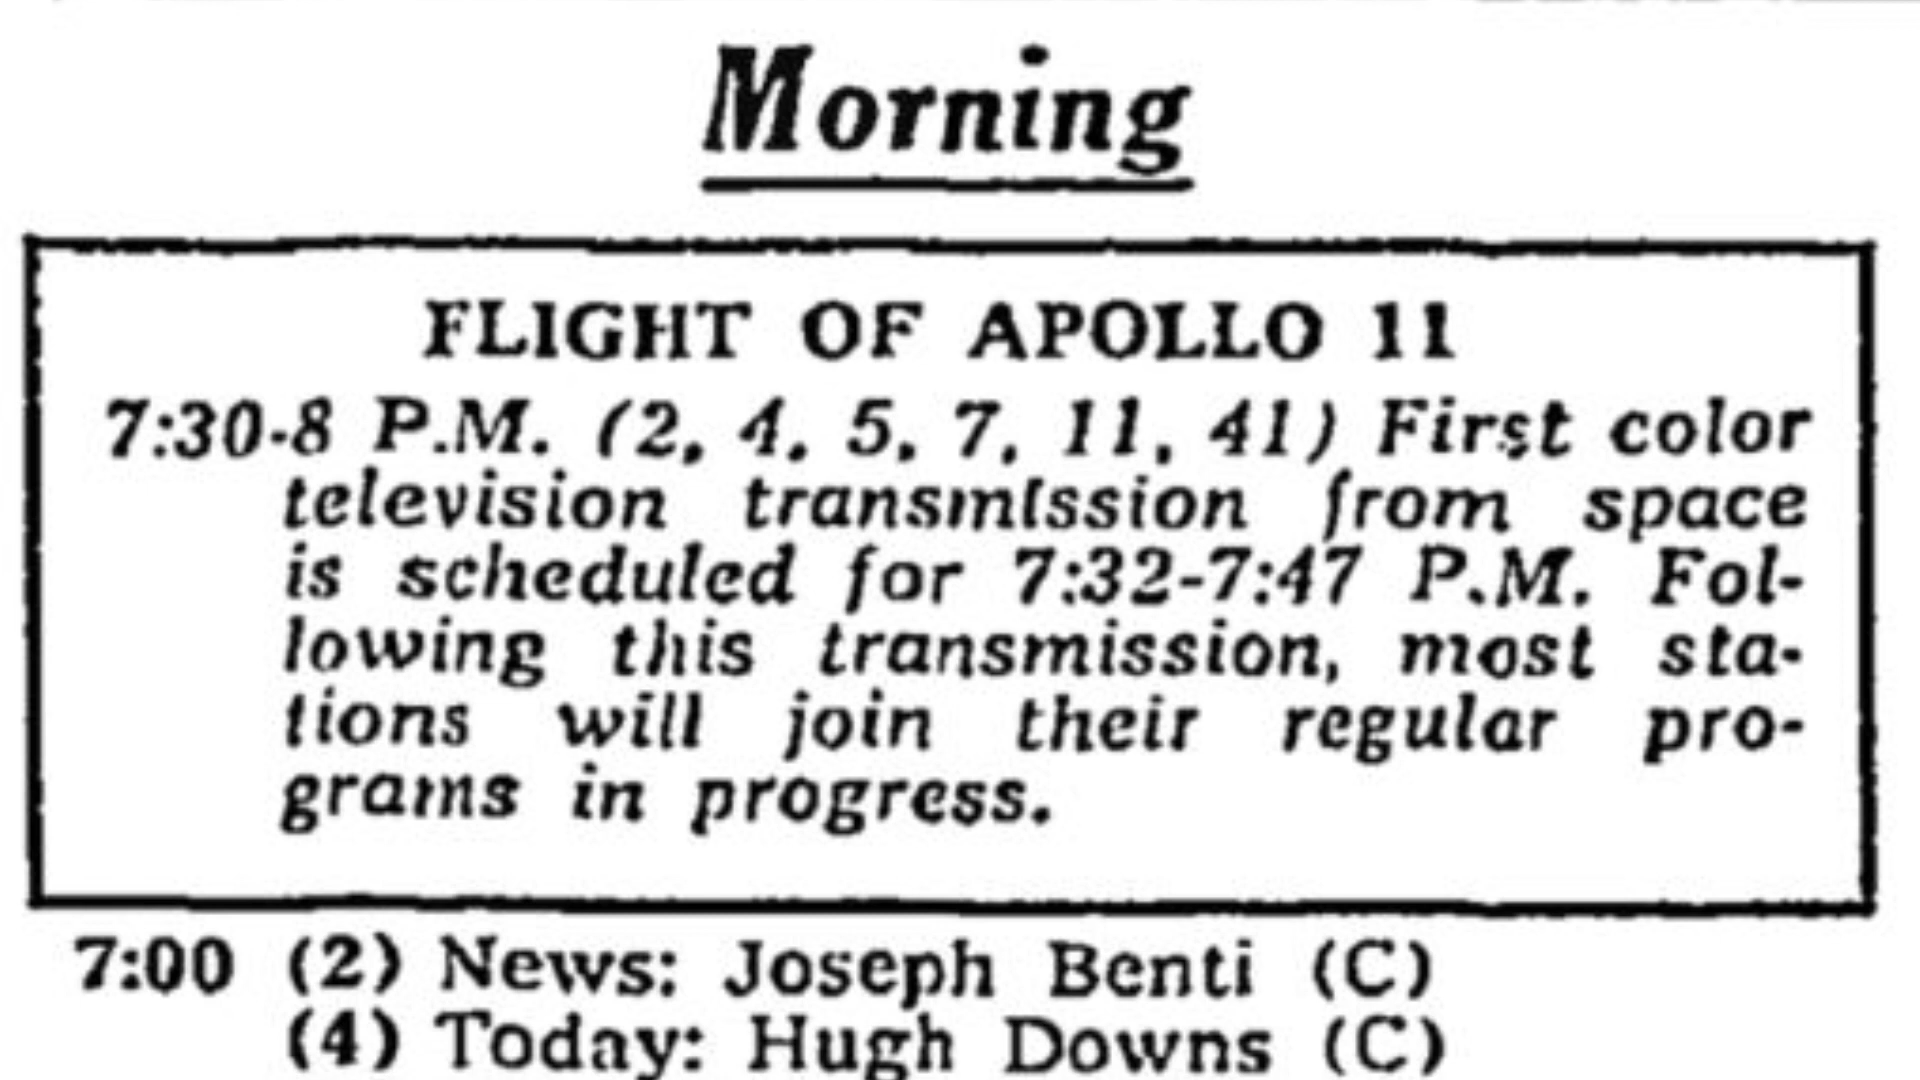 Morning
FLIGHT OF APOLLO 11
7:30-8 P.M. (2, 4, 5, 7, 11, 41) First color
television transmission from space
is scheduled for 7:32-7:47 P.M. Fol-
lowing this transmission, most sta-
tions will join their regular pro-
grams in progress.
7:00 (2) News: Joseph Benti (C)
(4) Today: Hugh Downs (C)